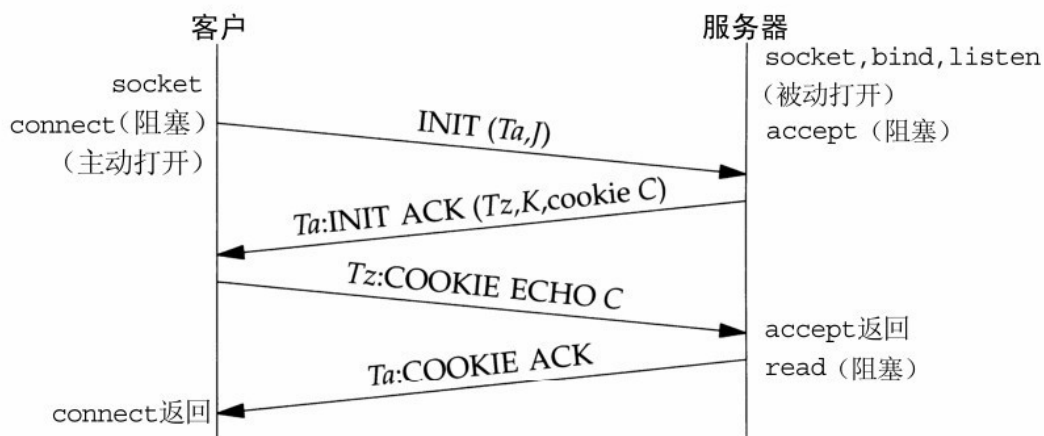 客户
服务器
socket
connect(阻塞)
(主动打开)
socket,bind,listen
(被动打开)
accept (阻塞)
INIT (Ta,J)
Ta:INIT ACK (Tz,K,cookie C)
Tz:COOKIE ECHO C
accept返回
Ta:COOKIE ACK
read (阻塞)
connect返回